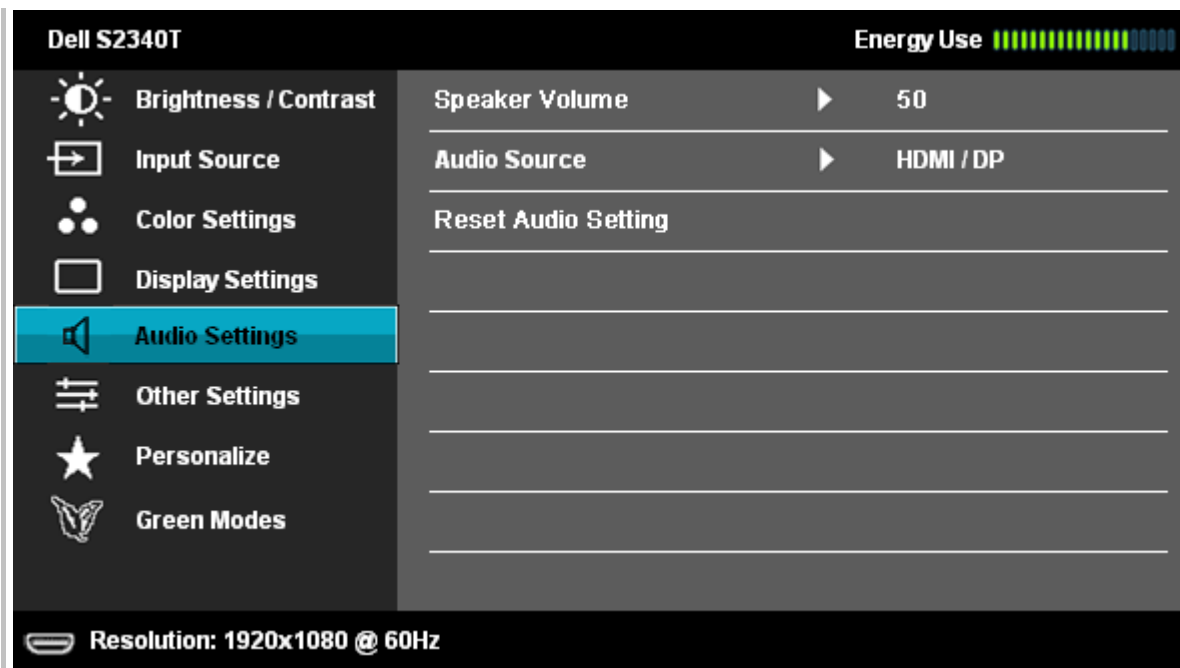 Dell S2340T Energy Use
Brightness / Contrast Speaker Volume 50
Input Source Audio Source HDMI / DP
Color Settings Reset Audio Setting
Display Settings
Audio Settings
Other Settings
Personalize
Green Modes
Resolution: 1920x1080 @ 60Hz